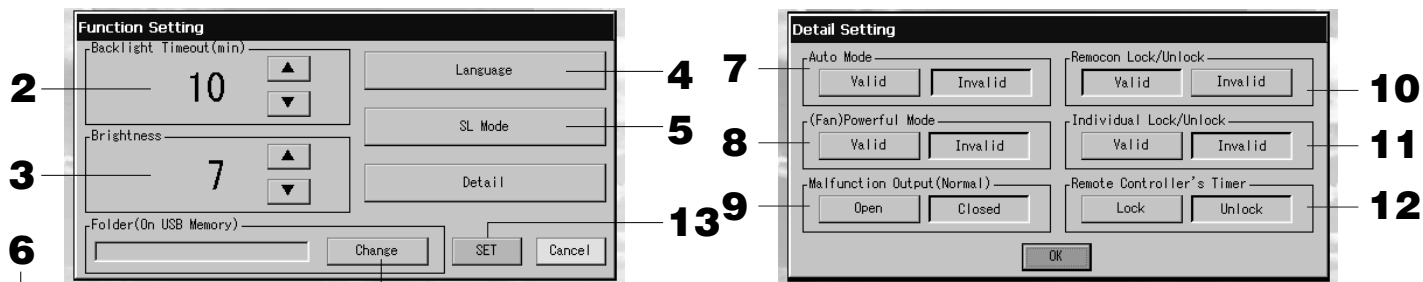 Function Setting
Backlight Timeout(min)
2
10
▲
▼
Language
4
SL Mode
5
Brightness
3
7
▲
▼
Detail
Folder(On USB Memory)
6
Change
SET
Cancel
13
Detail Setting
7
Auto Mode
Valid
Invalid
Remocon Lock/Unlock
Valid
Invalid
10
8
(Fan)Powerful Mode
Valid
Invalid
Individual Lock/Unlock
Valid
Invalid
11
9
Malfunction Output(Normal)
Open
Closed
Remote Controller's Timer
Lock
Unlock
12
OK